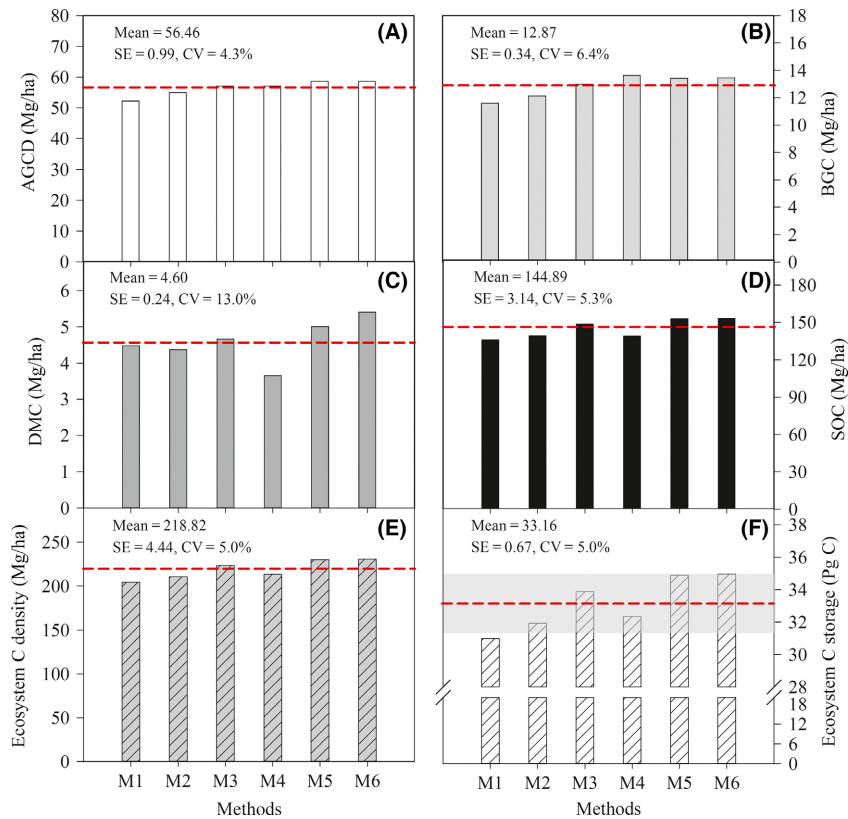 Mean = 56.46
SE = 0.99, CV = 4.3%
(A)
AGCD (Mg/ha)
80
70
60
50
40
30
20
10
0
Mean = 12.87
SE = 0.34, CV = 6.4%
(B)
BGC (Mg/ha)
18
16
14
12
10
8
6
4
2
0
Mean = 4.60
SE = 0.24, CV = 13.0%
(C)
DMC (Mg/ha)
6
5
4
3
2
1
0
Mean = 144.89
SE = 3.14, CV = 5.3%
(D)
SOC (Mg/ha)
180
150
120
90
60
30
0
Mean = 218.82
SE = 4.44, CV = 5.0%
(E)
Ecosystem C density (Mg/ha)
250
200
150
100
50
0
M1 M2 M3 M4 M5 M6
Methods
Mean = 33.16
SE = 0.67, CV = 5.0%
(F)
Ecosystem C storage (Pg C)
38
36
34
32
30
28
18
12
6
0
M1 M2 M3 M4 M5 M6
Methods